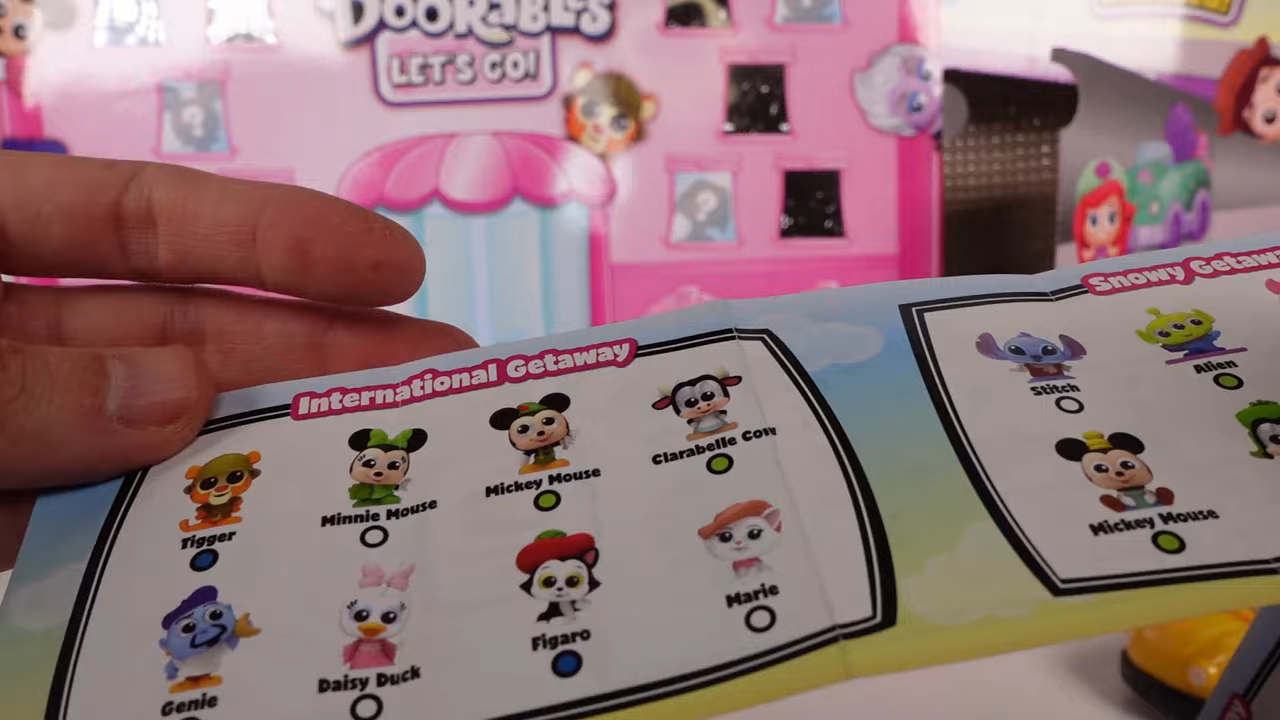 DOORABLES
LET'S GO!
International Getaway
Tigger
Minnie Mouse
Mickey Mouse
Clarabelle Cow
Genie
Daisy Duck
Figaro
Marie
Snowy
Stitch
Alien
Mickey Mouse